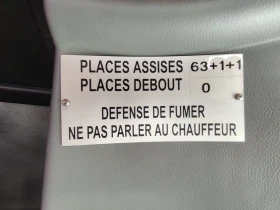 PLACES ASSISES 63+1+1
PLACES DEBOUT 0
DEFENSE DE FUMER
NE PAS PARLER AU CHAUFFEUR